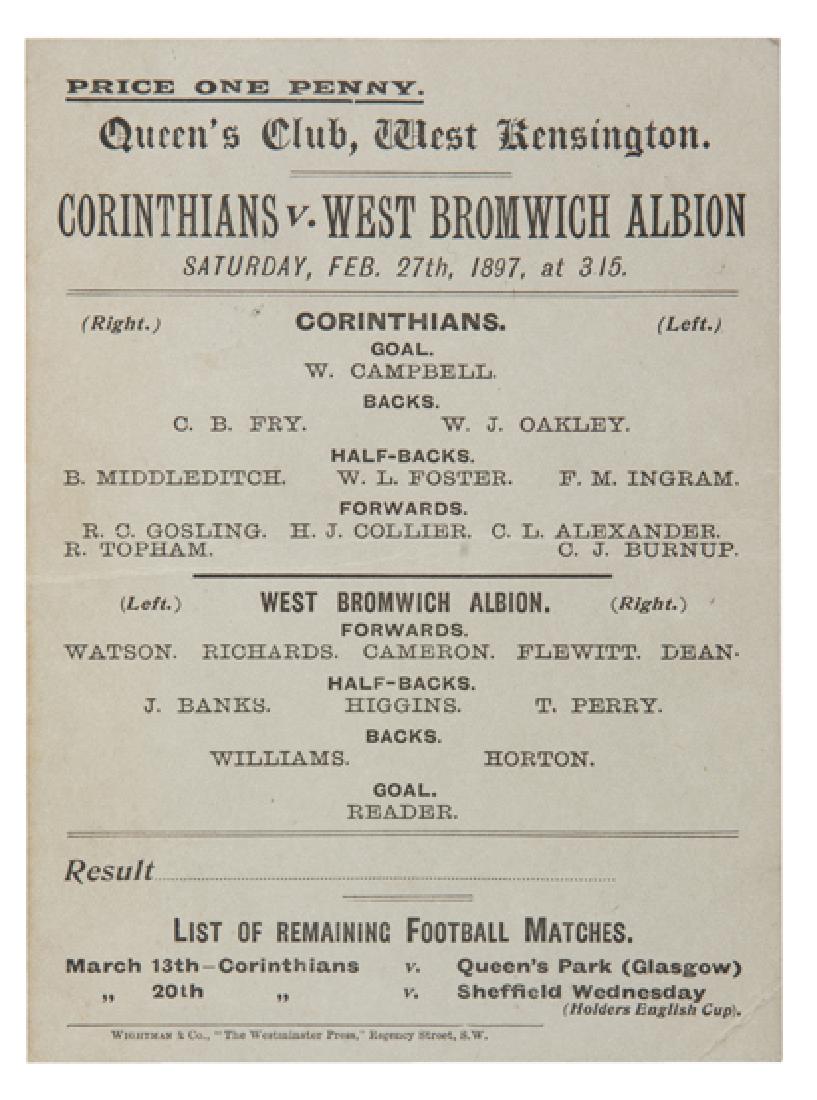 PRICE ONE PENNY.
Queen's Club, West Kensington.
CORINTHIANS v. WEST BROMWICH ALBION
SATURDAY, FEB. 27th, 1897, at 3 15.
(Right.) CORINTHIANS. (Left.)
GOAL.
W. CAMPBELL.
BACKS.
C. B. FRY. W. J. OAKLEY.
HALF-BACKS.
B. MIDDLEDITCH. W. L. FOSTER. F. M. INGRAM.
FORWARDS.
R. C. GOSLING. H. J. COLLIER. C. L. ALEXANDER.
R. TOPHAM. C. J. BURNUP.
(Left.) WEST BROMWICH ALBION. (Right.)
FORWARDS.
WATSON. RICHARDS. CAMERON. FLEWITT. DEAN.
HALF-BACKS.
J. BANKS. HIGGINS. T. PERRY.
BACKS.
WILLIAMS. HORTON.
GOAL.
READER.
Result
LIST OF REMAINING FOOTBALL MATCHES.
March 13th—Corinthians v. Queen's Park (Glasgow)
„ 20th „ v. Sheffield Wednesday
(Holders English Cup).
WIGHTMAN & Co., "The Westminster Press," Regency Street, S.W.